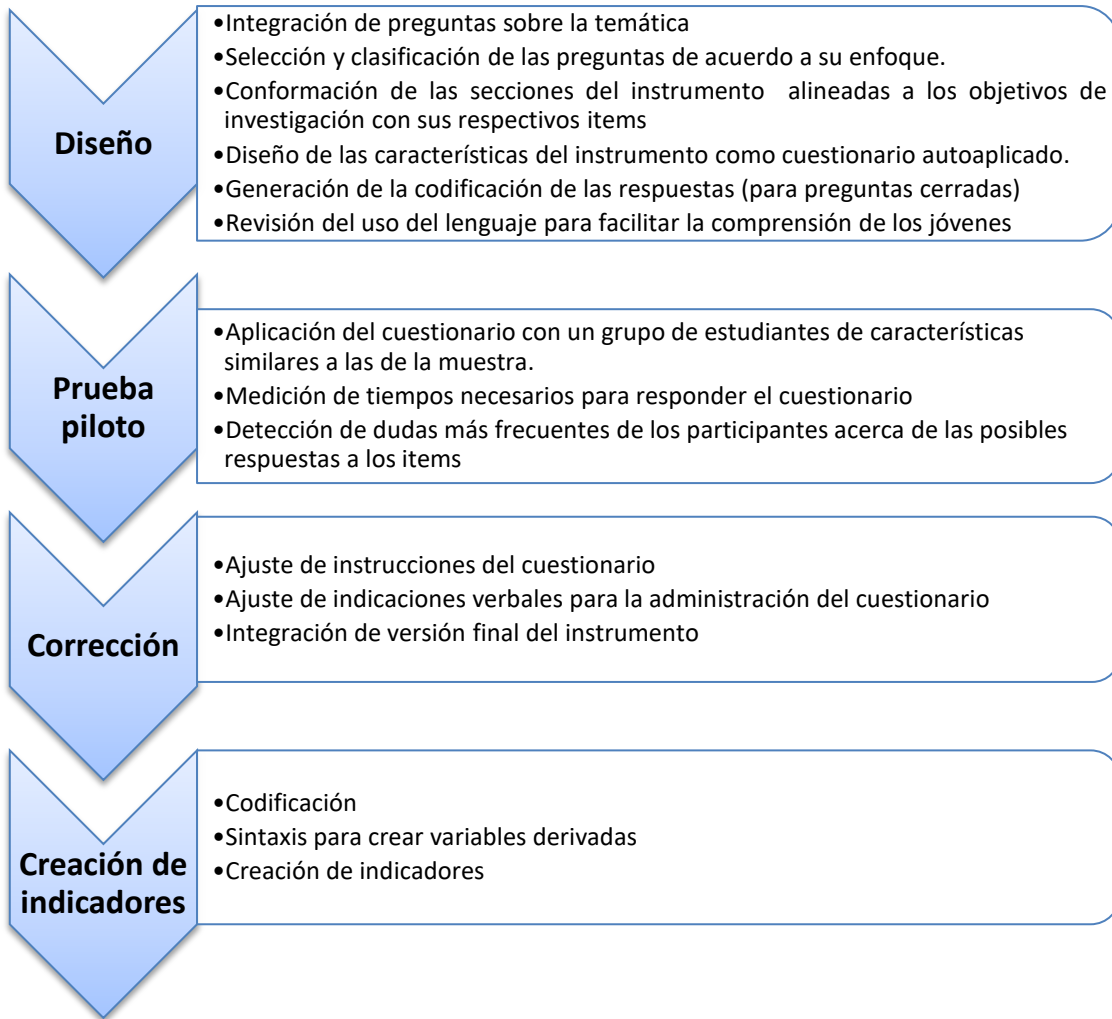 Diseño
•Integración de preguntas sobre la temática
•Selección y clasificación de las preguntas de acuerdo a su enfoque.
•Conformación de las secciones del instrumento alineadas a los objetivos de
investigación con sus respectivos items
•Diseño de las características del instrumento como cuestionario autoaplicado.
•Generación de la codificación de las respuestas (para preguntas cerradas)
•Revisión del uso del lenguaje para facilitar la comprensión de los jóvenes
Prueba
piloto
•Aplicación del cuestionario con un grupo de estudiantes de características
similares a las de la muestra.
•Medición de tiempos necesarios para responder el cuestionario
•Detección de dudas más frecuentes de los participantes acerca de las posibles
respuestas a los items
Corrección
•Ajuste de instrucciones del cuestionario
•Ajuste de indicaciones verbales para la administración del cuestionario
•Integración de versión final del instrumento
Creación de
indicadores
•Codificación
•Sintaxis para crear variables derivadas
•Creación de indicadores